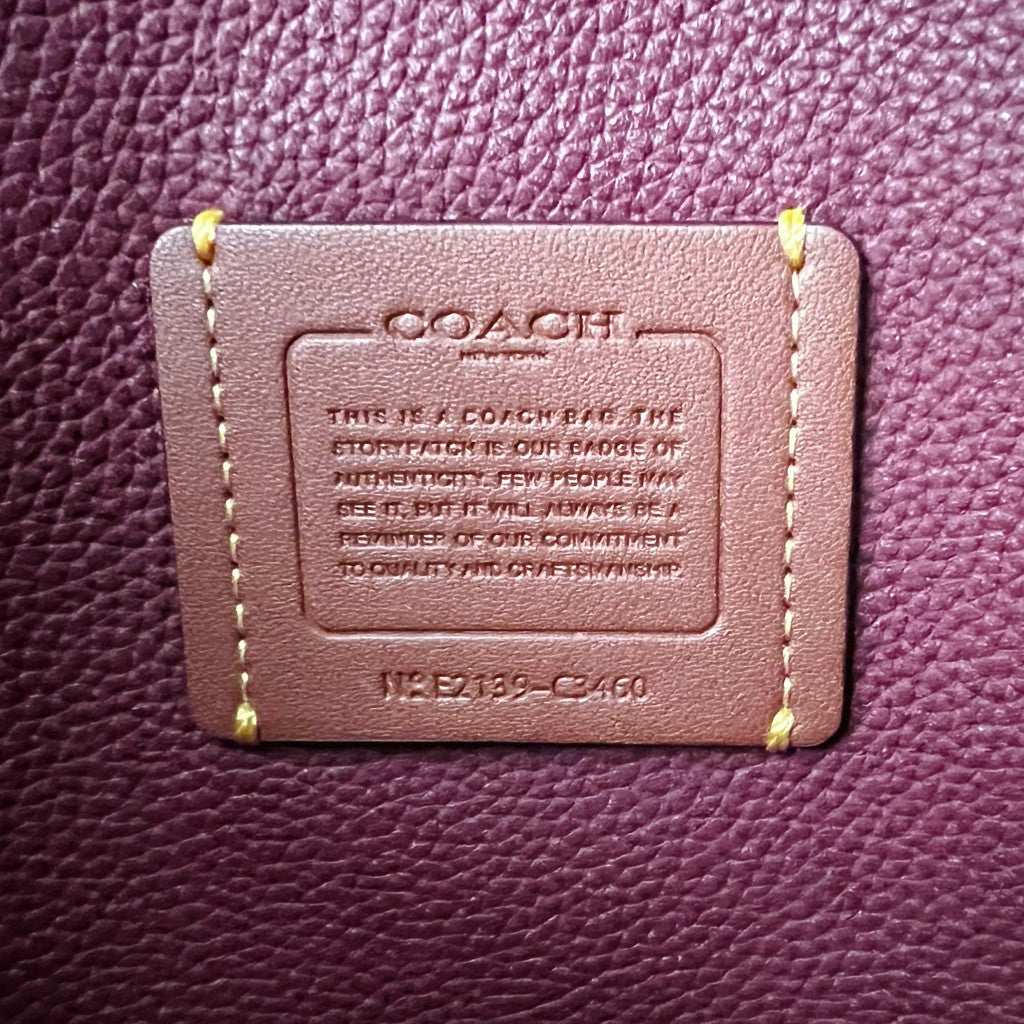 COACH
NEW YORK
THIS IS A COACH BAG. THE
STORYPATCH IS OUR BADGE OF
AUTHENTICITY. FEW PEOPLE MAY
SEE IT, BUT IT WILL ALWAYS BE A
REMINDER OF OUR COMMITMENT
TO QUALITY AND CRAFTSMANSHIP.
Nº E2139-C3460